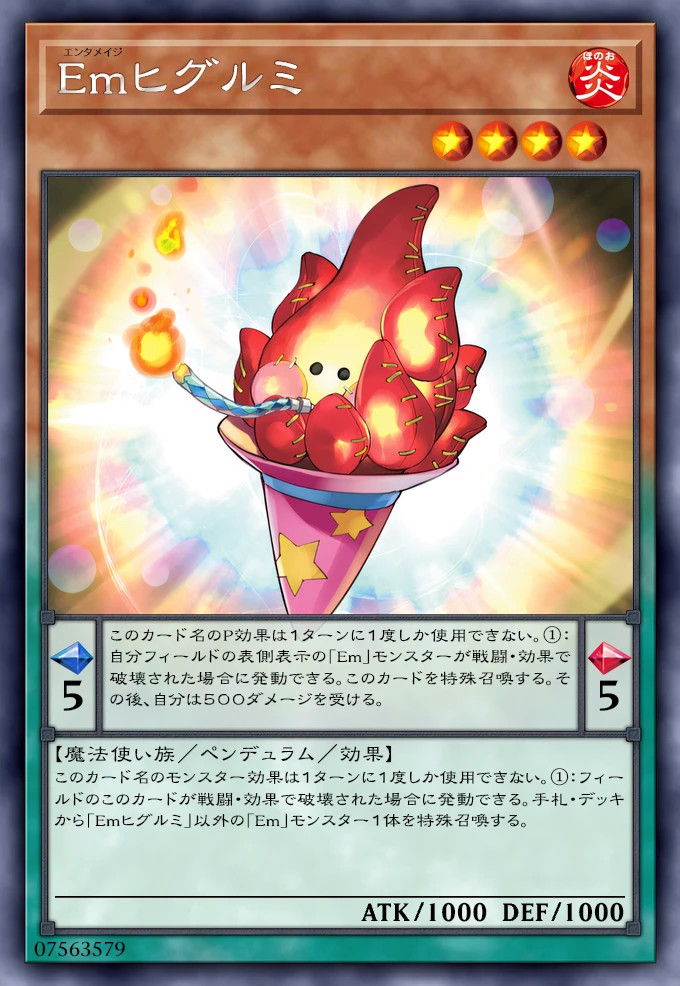 エンタメイジ
Emヒグルミ
ほのお
炎
このカード名のP効果は1ターンに1度しか使用できない。①:
自分フィールドの表側表示の「Em」モンスターが戦闘・効果で
破壊された場合に発動できる。このカードを特殊召喚する。そ
の後、自分は500ダメージを受ける。
5
5
【魔法使い族/ペンデュラム/効果】
このカード名のモンスター効果は1ターンに1度しか使用できない。①:フィー
ルドのこのカードが戦闘・効果で破壊された場合に発動できる。手札・デッキ
から「Emヒグルミ」以外の「Em」モンスター1体を特殊召喚する。
ATK/1000 DEF/1000
07563579